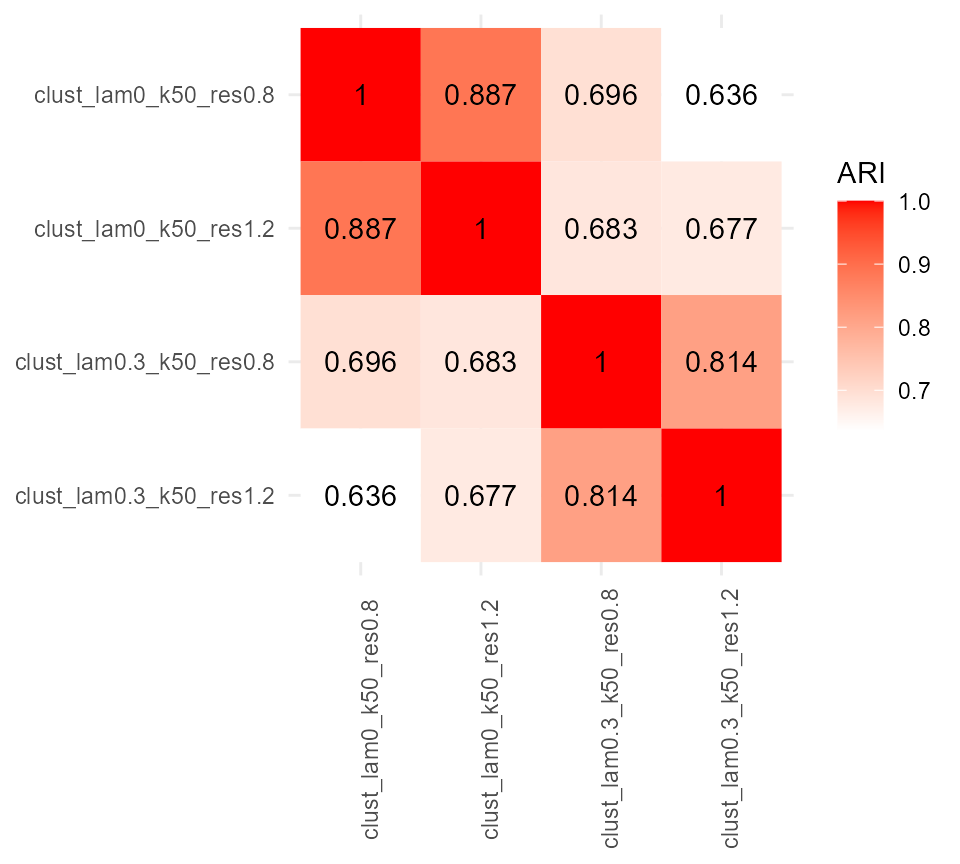 clust_lam0_k50_res0.8
1
0.887
0.696
0.636
clust_lam0_k50_res1.2
0.887
1
0.683
0.677
clust_lam0.3_k50_res0.8
0.696
0.683
1
0.814
clust_lam0.3_k50_res1.2
0.636
0.677
0.814
1
clust_lam0_k50_res0.8
clust_lam0_k50_res1.2
clust_lam0.3_k50_res0.8
clust_lam0.3_k50_res1.2
ARI
1.0
0.9
0.8
0.7